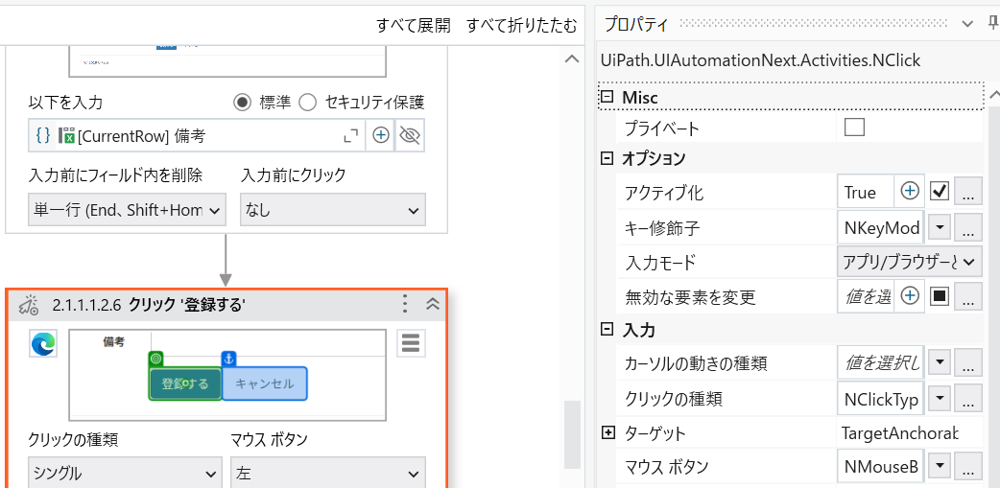 すべて展開 すべて折りたたむ
以下を入力 標準 セキュリティ保護
[CurrentRow] 備考
入力前にフィールド内を削除 入力前にクリック
単一行 (End、Shift+Hom なし
2.1.1.1.2.6 クリック '登録する'
備考
登録する キャンセル
クリックの種類 マウス ボタン
シングル 左
プロパティ
UiPath.UIAutomationNext.Activities.NClick
Misc
プライベート
オプション
アクティブ化 True ...
キー修飾子 NKeyMod ...
入力モード アプリ/ブラウザーと
無効な要素を変更 値を選 ...
入力
カーソルの動きの種類 値を選択し ...
クリックの種類 NClickTyp ...
ターゲット TargetAnchorab
マウス ボタン NMouseB ...